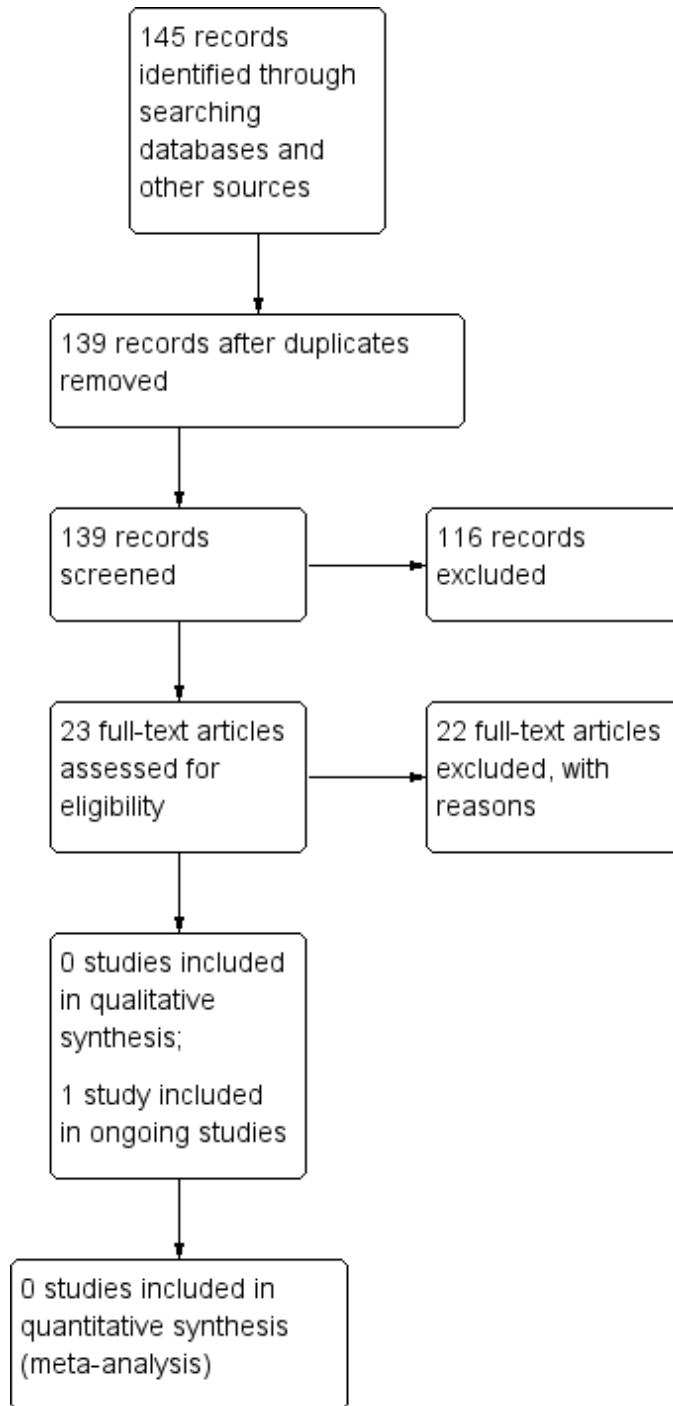 145 records
identified through
searching
databases and
other sources
139 records after duplicates
removed
139 records
screened
116 records
excluded
23 full-text articles
assessed for
eligibility
22 full-text articles
excluded, with
reasons
0 studies included
in qualitative
synthesis;
1 study included
in ongoing studies
0 studies included in
quantitative synthesis
(meta-analysis)